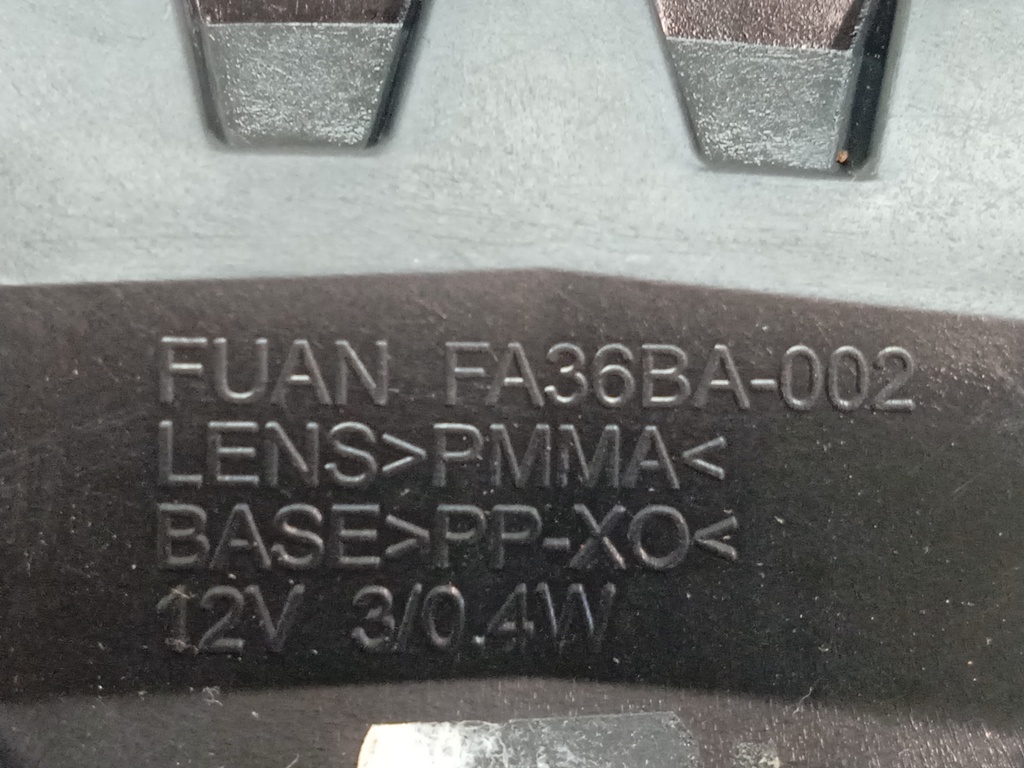 FUAN FA36BA-002
LENS>PMMA<
BASE>PP-XO<
12V 3/0.4W